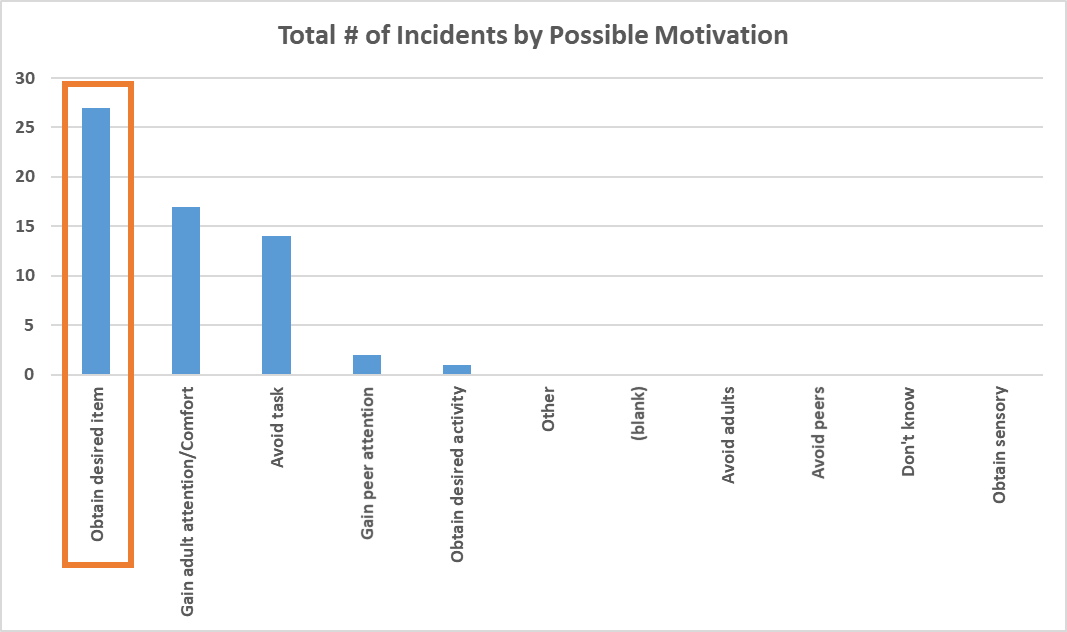 Total # of Incidents by Possible Motivation
30
25
20
15
10
5
0
Obtain desired item
Gain adult attention/Comfort
Avoid task
Gain peer attention
Obtain desired activity
Other
(blank)
Avoid adults
Avoid peers
Don't know
Obtain sensory